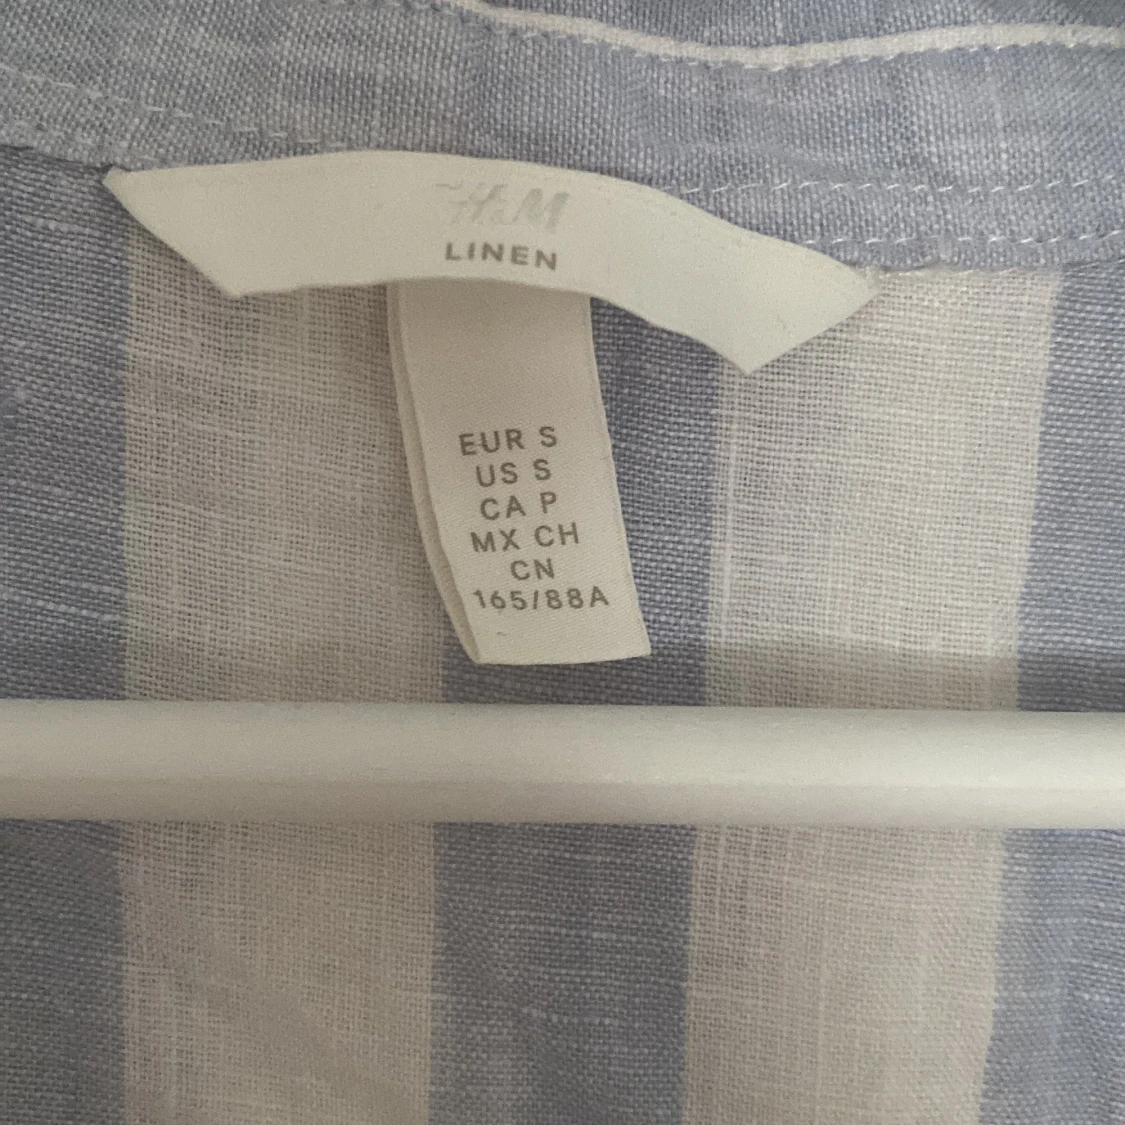 H&M
LINEN
EUR S
US S
CA P
MX CH
CN
165/88A